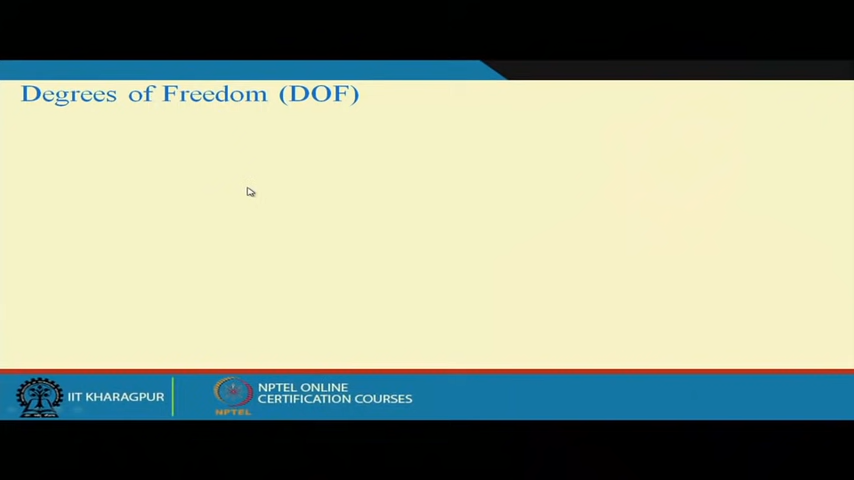 Degrees of Freedom (DOF)
IIT KHARAGPUR
NPTEL
NPTEL ONLINE
CERTIFICATION COURSES